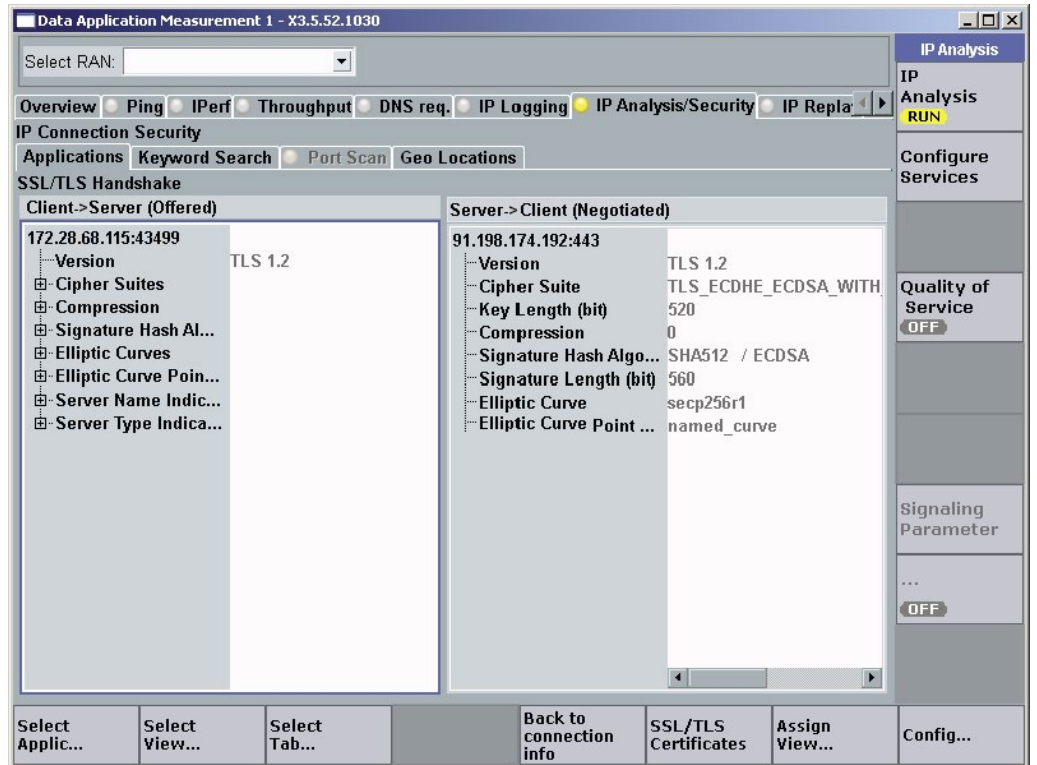 Data Application Measurement 1 - X3.5.52.1030
Select RAN:
Overview Ping IPerf Throughput DNS req. IP Logging IP Analysis/Security IP Repla
IP Connection Security
Applications Keyword Search Port Scan Geo Locations
SSL/TLS Handshake
Client->Server (Offered)
172.28.68.115:43499
Version TLS 1.2
Cipher Suites
Compression
Signature Hash Al...
Elliptic Curves
Elliptic Curve Poin...
Server Name Indic...
Server Type Indica...
Server->Client (Negotiated)
91.198.174.192:443
Version TLS 1.2
Cipher Suite TLS_ECDHE_ECDSA_WITH_
Key Length (bit) 520
Compression 0
Signature Hash Algo... SHA512 / ECDSA
Signature Length (bit) 560
Elliptic Curve secp256r1
Elliptic Curve Point ... named_curve
IP Analysis
IP
Analysis
RUN
Configure
Services
Quality of
Service
OFF
Signaling
Parameter
...
OFF
Select
Applic...
Select
View...
Select
Tab...
Back to
connection
info
SSL/TLS
Certificates
Assign
View...
Config...